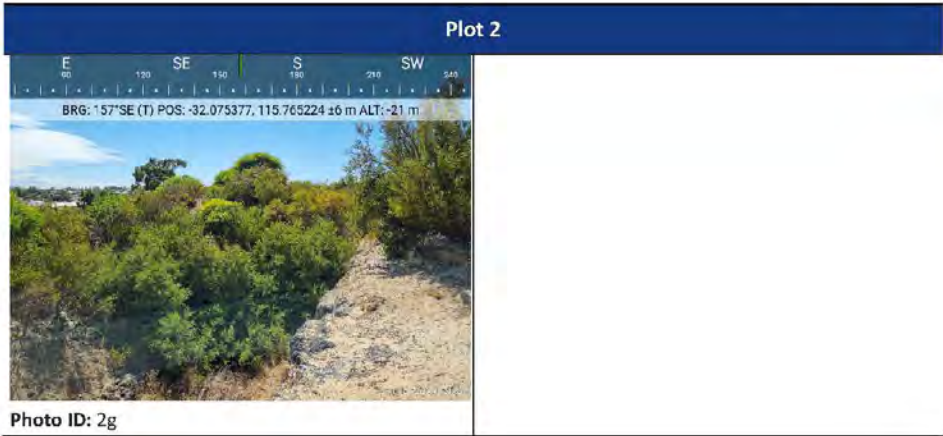 Plot 2
E SE S SW
60 120 150 180 210 240
BRG: 157°SE (T) POS: -32.075377, 115.765224 ±6 m ALT: -21 m
Photo ID: 2g